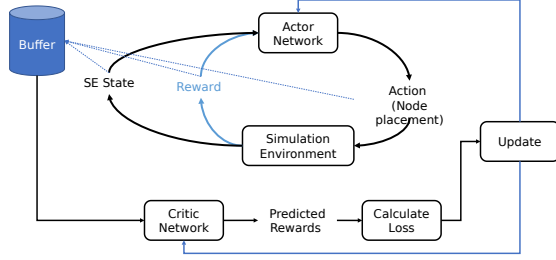 Actor
Network
Buffer
SE State
Reward
Action
(Node
placement)
Simulation
Environment
Update
Critic
Network
Predicted
Rewards
Calculate
Loss